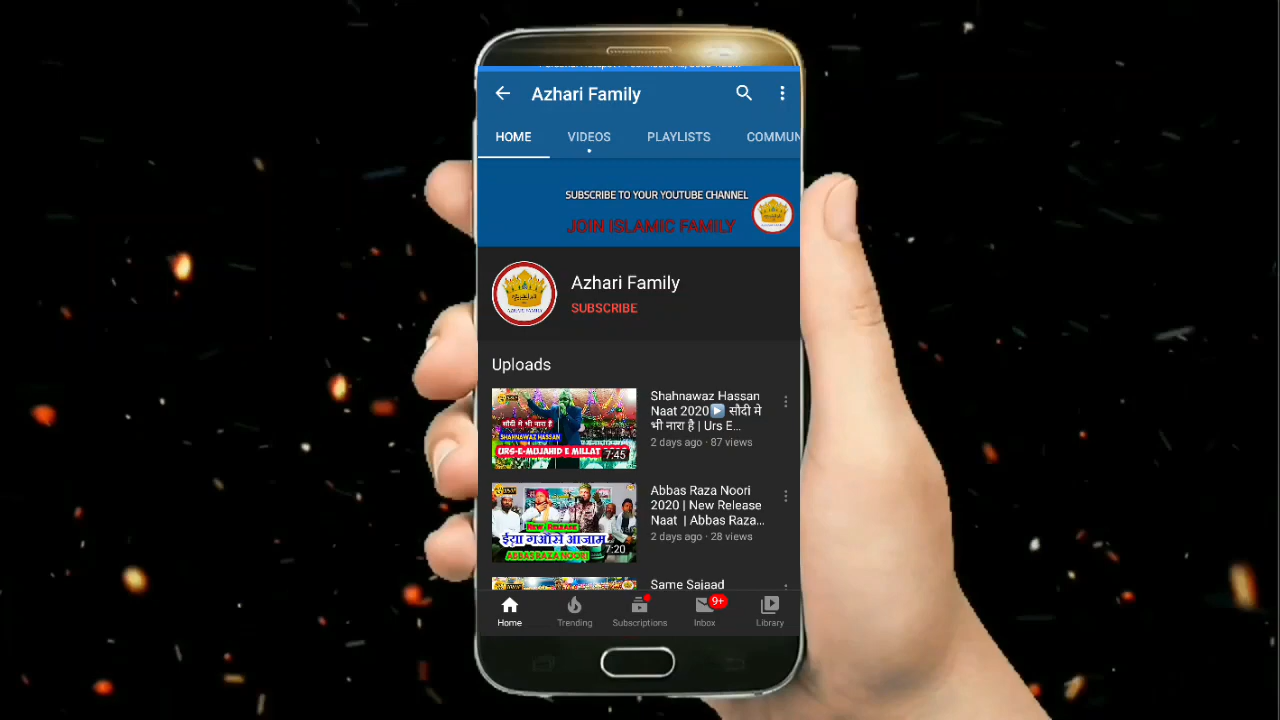 Azhari Family
HOME VIDEOS PLAYLISTS COMMUN
SUBSCRIBE TO YOUR YOUTUBE CHANNEL
JOIN ISLAMIC FAMILY
Azhari Family
SUBSCRIBE
Uploads
सौदी मे भी नारा है
SHAHNAWAZ HASSAN
URS-E-MUJAHID E MILLAT
7:45
Shahnawaz Hassan
Naat 2020▶️ सौदी मे
भी नारा है | Urs E...
2 days ago · 87 views
NEW RELEASE
ईया गऔसे आजाम
ABBAS RAZA NOORI
7:20
Abbas Raza Noori
2020 | New Release
Naat | Abbas Raza...
2 days ago · 28 views
Same Sajaad
9+
Home Trending Subscriptions Inbox Library